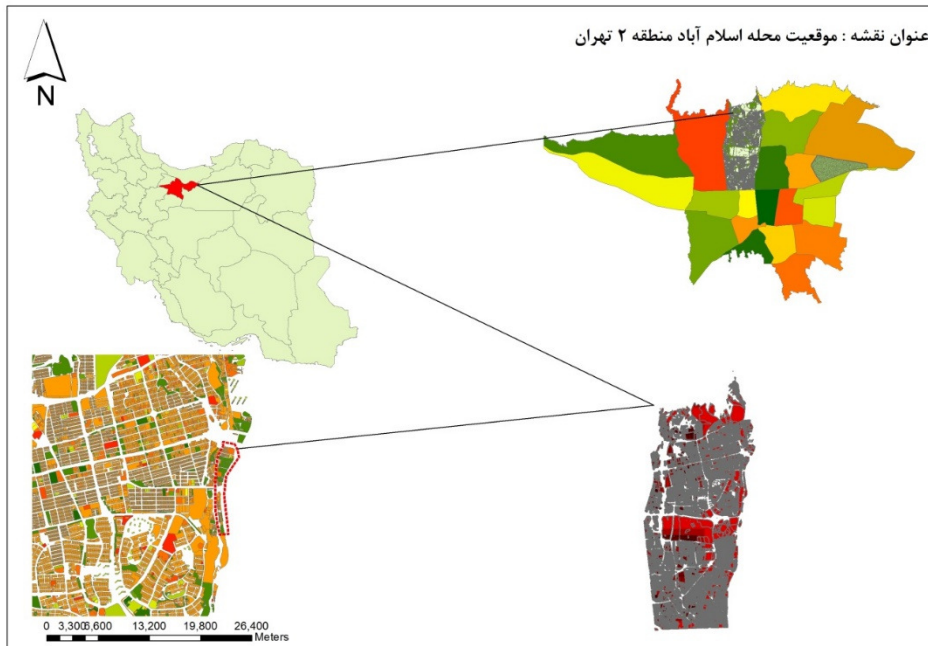 عنوان نقشه : موقعیت محله اسلام آباد منطقه ۲ تهران
N
0 3,300 6,600 13,200 19,800 26,400
Meters